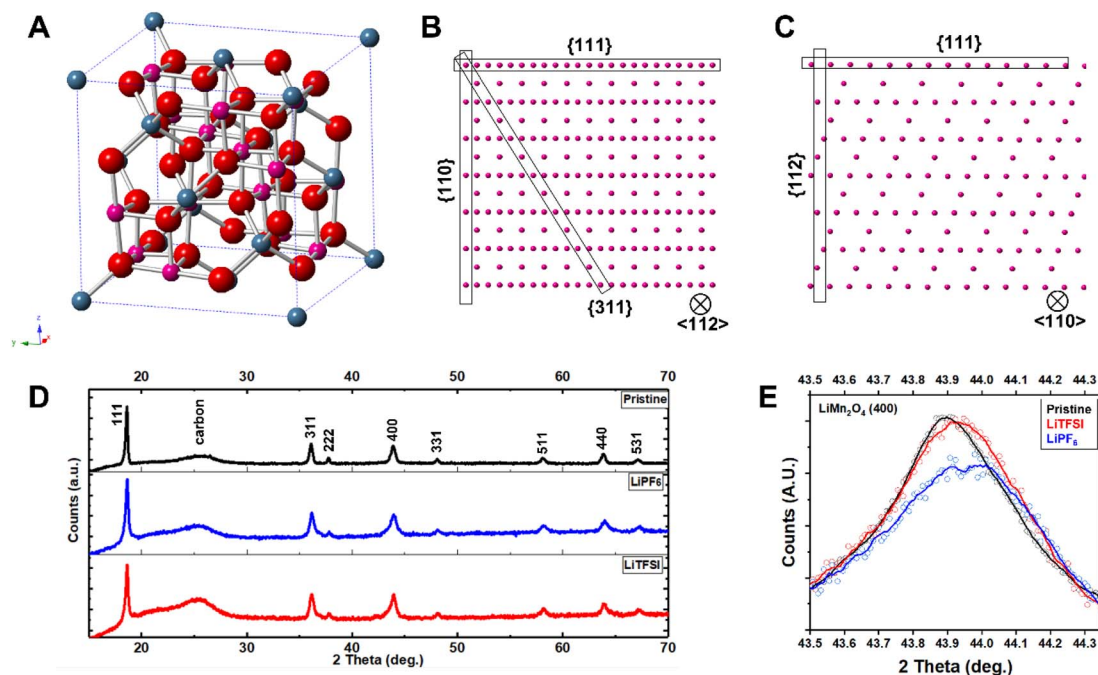 A
B
C
{111}
{111}
{110}
{112}
{311}
<112>
<110>
z
y
x
D
20 30 40 50 60 70
Pristine
111
carbon
311
222
400
331
511
440
531
LiPF6
LiTFSI
Counts (a.u.)
20 30 40 50 60 70
2 Theta (deg.)
E
43.5 43.6 43.7 43.8 43.9 44.0 44.1 44.2 44.3
LiMn₂O₄ (400)
Pristine
LiTFSI
LiPF₆
Counts (A.U.)
43.5 43.6 43.7 43.8 43.9 44.0 44.1 44.2 44.3
2 Theta (deg.)